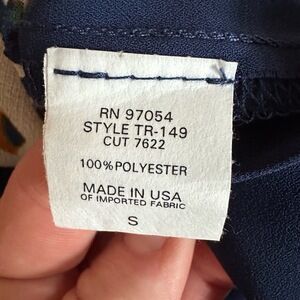 RN 97054
STYLE TR-149
CUT 7622
100% POLYESTER
MADE IN USA
OF IMPORTED FABRIC
S